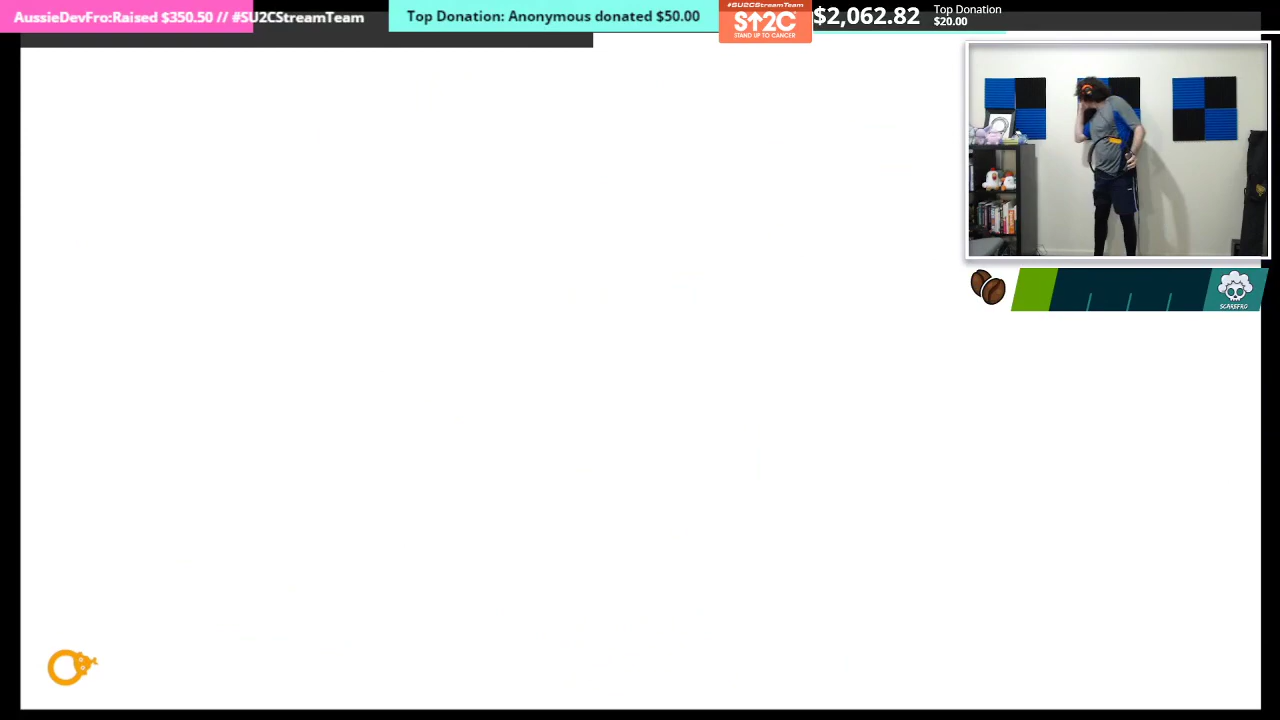 AussieDevFro:Raised $350.50 // #SU2CStreamTeam
Top Donation: Anonymous donated $50.00
#SU2CStreamTeam
SU2C
STAND UP TO CANCER
$2,062.82
Top Donation
$20.00
SCAREFRO